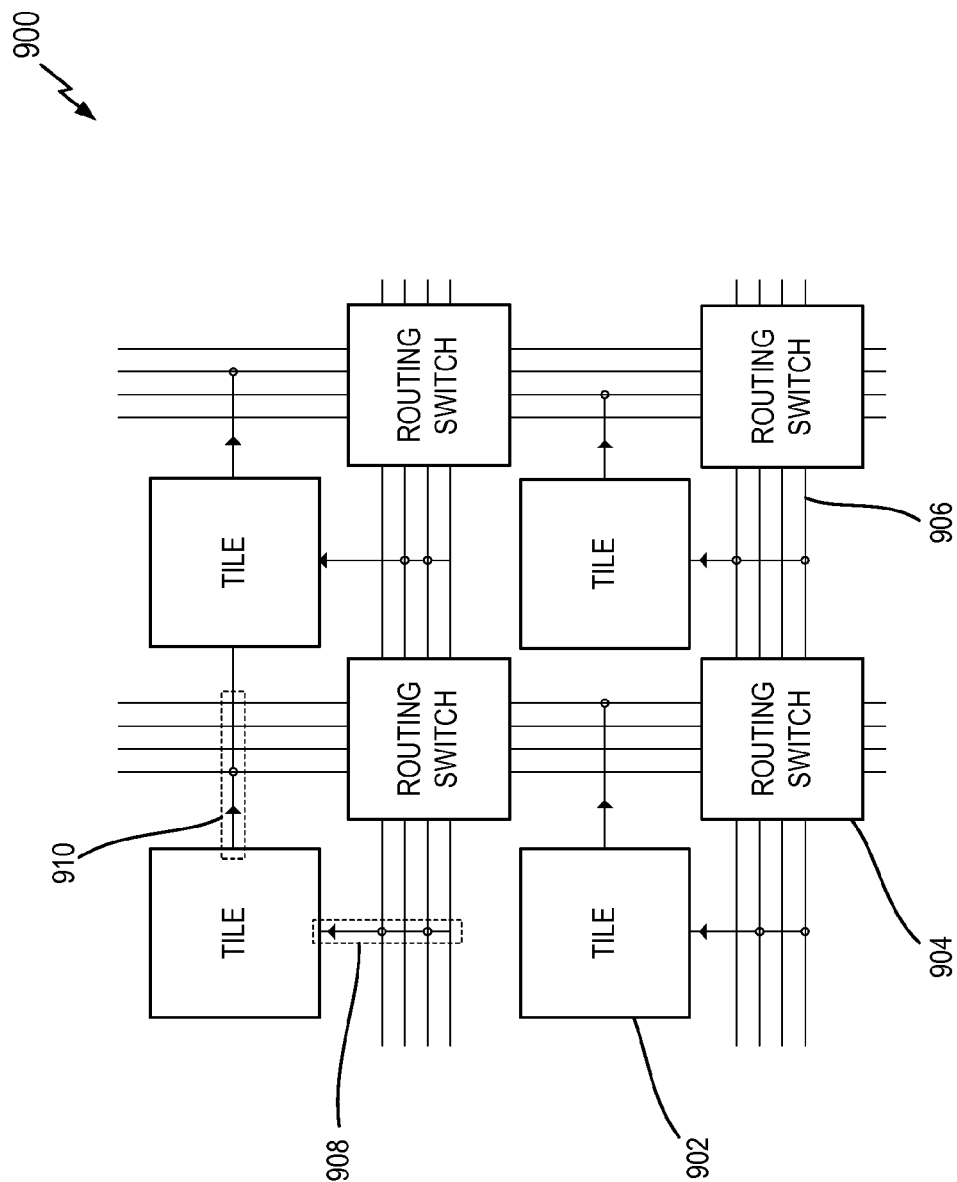 900
910
TILE
TILE
908
ROUTING
SWITCH
ROUTING
SWITCH
TILE
TILE
902
ROUTING
SWITCH
ROUTING
SWITCH
904
906